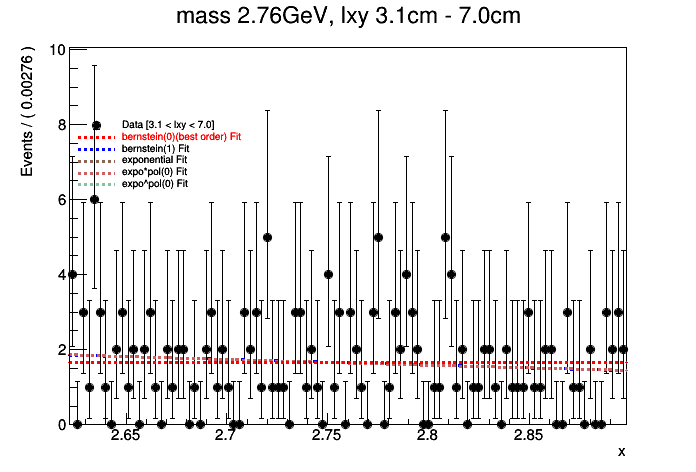 mass 2.76GeV, lxy 3.1cm - 7.0cm
Events / ( 0.00276 )
10
8
6
4
2
0
Data [3.1 < lxy < 7.0]
bernstein(0)(best order) Fit
bernstein(1) Fit
exponential Fit
expo*pol(0) Fit
expo^pol(0) Fit
2.65 2.7 2.75 2.8 2.85
x